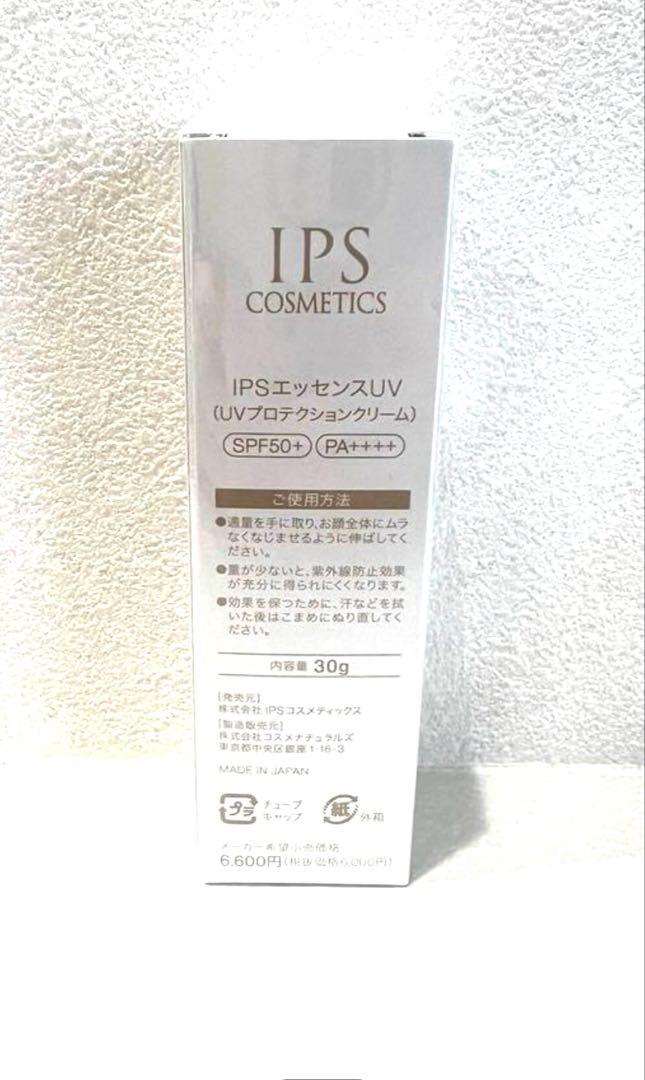 IPS
COSMETICS
IPSエッセンスUV
(UVプロテクションクリーム)
SPF50+ PA++++
ご使用方法
●適量を手に取り、お顔全体にムラ
なくなじませるように伸ばしてく
ださい。
●量が少ないと、紫外線防止効果
が充分に得られにくくなります。
●効果を保つために、汗などを拭
いた後はこまめにぬり直してく
ださい。
内容量 30g
[発売元]
株式会社 IPSコスメティックス
[製造販売元]
株式会社コスメナチュラルズ
東京都中央区銀座1-16-3
MADE IN JAPAN
プラ チューブ
キャップ
紙 外箱
メーカー希望小売価格
6,600円(税抜価格6,000円)